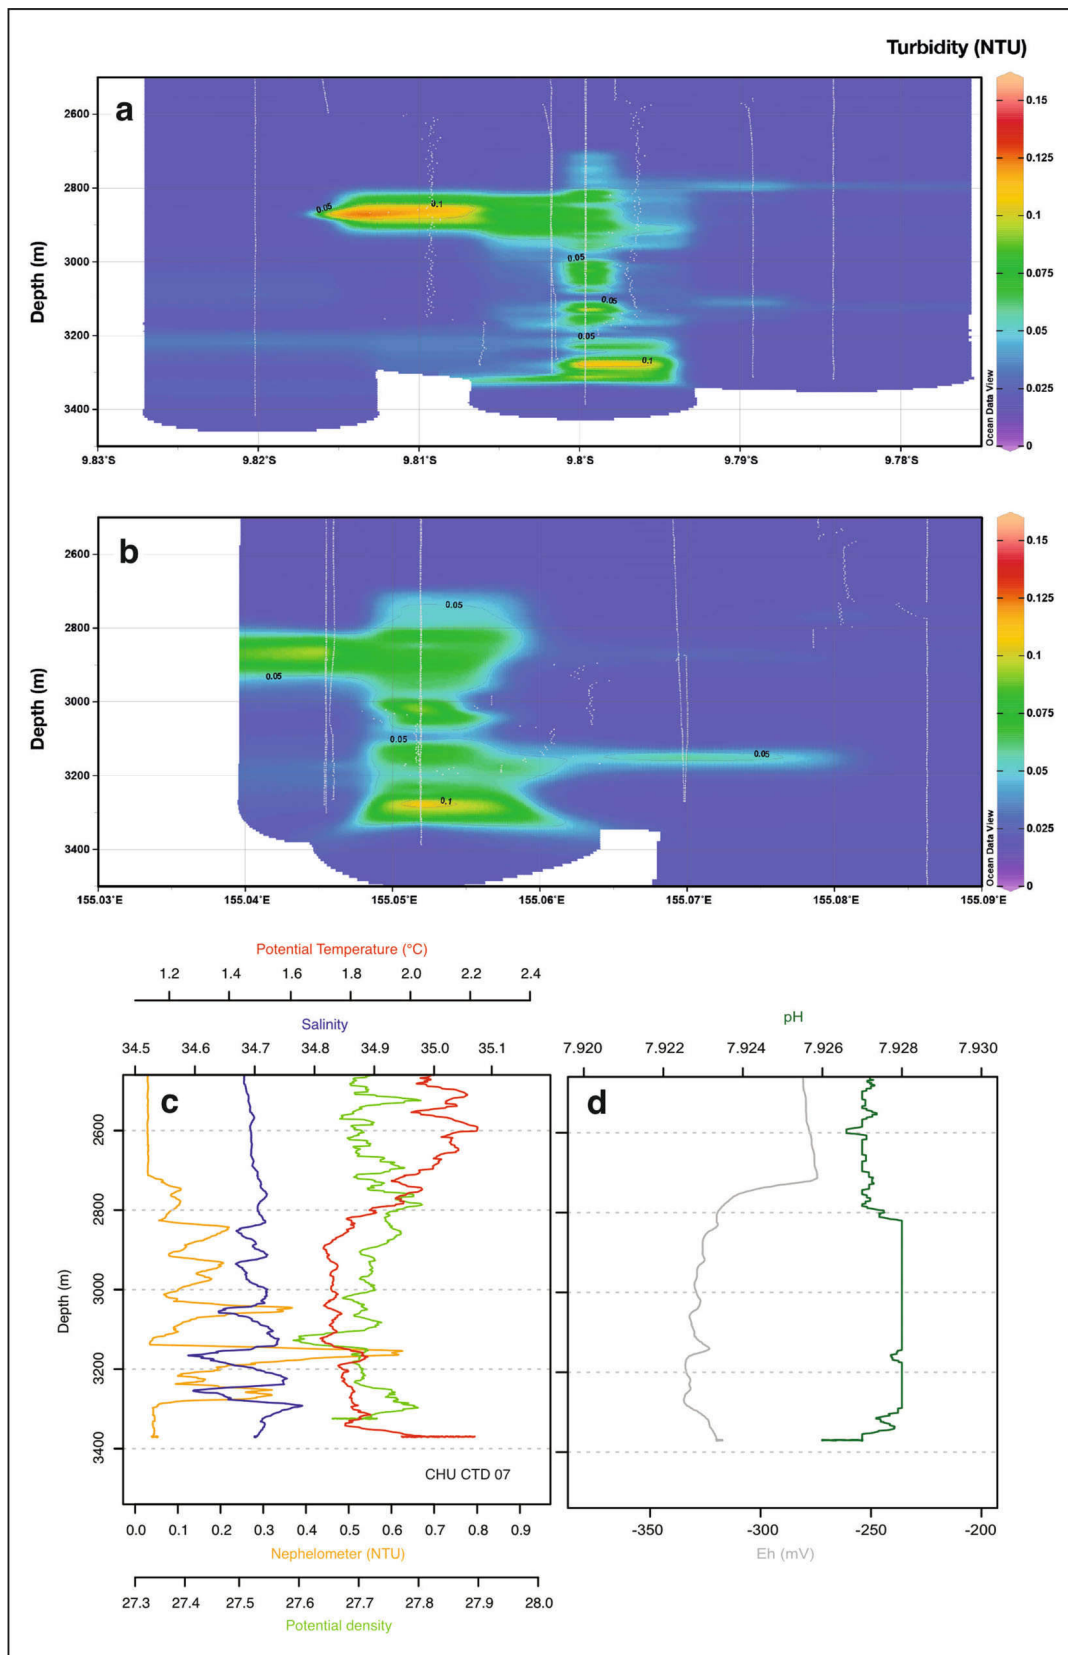 Turbidity (NTU)
a
Depth (m)
2600
2800
3000
3200
3400
0.05
0.1
0.05
0.05
0.05
0.1
9.83°S
9.82°S
9.81°S
9.8°S
9.79°S
9.78°S
Ocean Data View
0.15
0.125
0.1
0.075
0.05
0.025
0
b
Depth (m)
2600
2800
3000
3200
3400
0.05
0.05
0.05
0.05
0.1
155.03°E
155.04°E
155.05°E
155.06°E
155.07°E
155.08°E
155.09°E
Ocean Data View
0.15
0.125
0.1
0.075
0.05
0.025
0
Potential Temperature (°C)
1.2 1.4 1.6 1.8 2.0 2.2 2.4
Salinity
34.5 34.6 34.7 34.8 34.9 35.0 35.1
c
Depth (m)
2600
2800
3000
3200
3400
CHU CTD 07
0.0 0.1 0.2 0.3 0.4 0.5 0.6 0.7 0.8 0.9
Nephelometer (NTU)
27.3 27.4 27.5 27.6 27.7 27.8 27.9 28.0
Potential density
pH
7.920 7.922 7.924 7.926 7.928 7.930
d
-350 -300 -250 -200
Eh (mV)